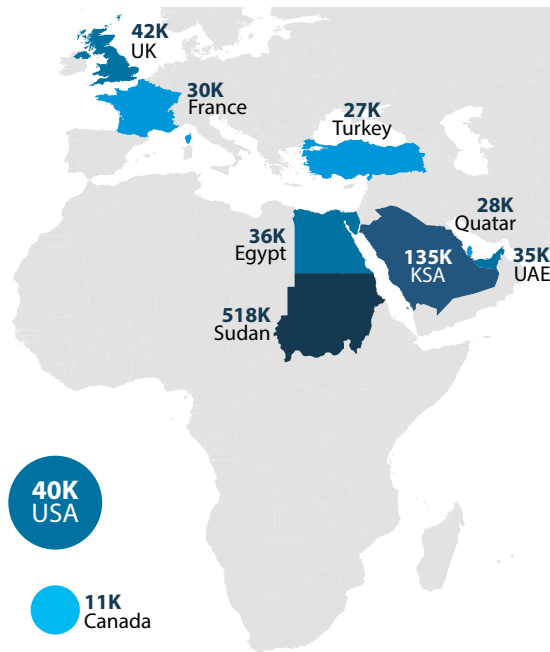 42K
UK
30K
France
27K
Turkey
28K
Quatar
36K
Egypt
135K
KSA
35K
UAE
518K
Sudan
40K
USA
11K
Canada